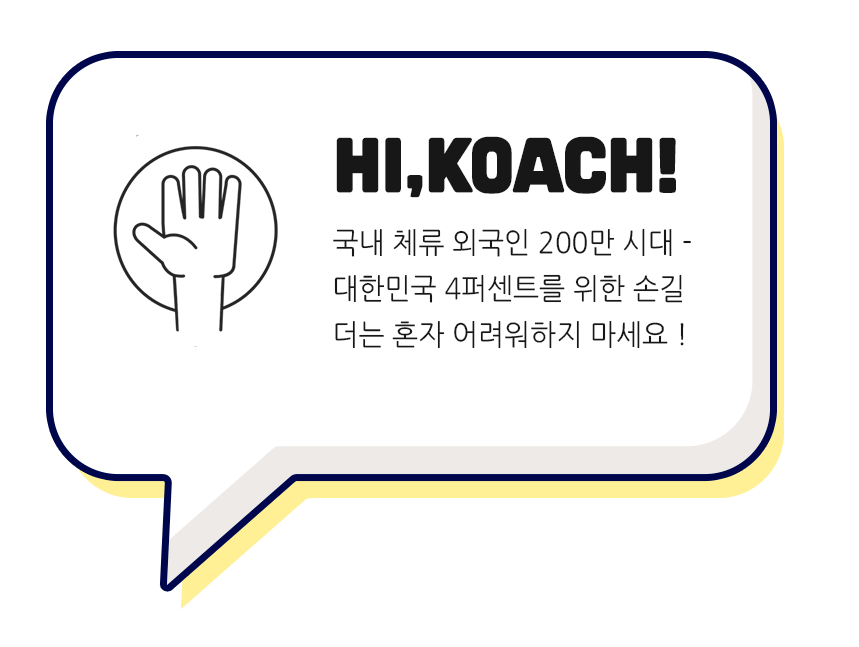 HI,KOACH!
국내 체류 외국인 200만 시대 -
대한민국 4퍼센트를 위한 손길
더는 혼자 어려워하지 마세요 !